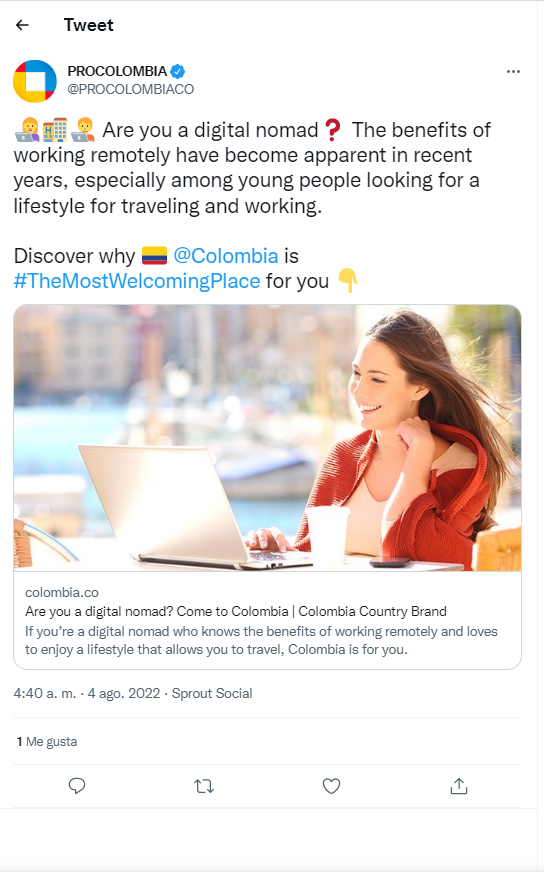 Tweet
PROCOLOMBIA
@PROCOLOMBIACO
👩‍💻🏨🧑‍💻 Are you a digital nomad❓ The benefits of
working remotely have become apparent in recent
years, especially among young people looking for a
lifestyle for traveling and working.
Discover why 🇨🇴 @Colombia is
#TheMostWelcomingPlace for you 👇
colombia.co
Are you a digital nomad? Come to Colombia | Colombia Country Brand
If you’re a digital nomad who knows the benefits of working remotely and loves
to enjoy a lifestyle that allows you to travel, Colombia is for you.
4:40 a. m. · 4 ago. 2022 · Sprout Social
1 Me gusta